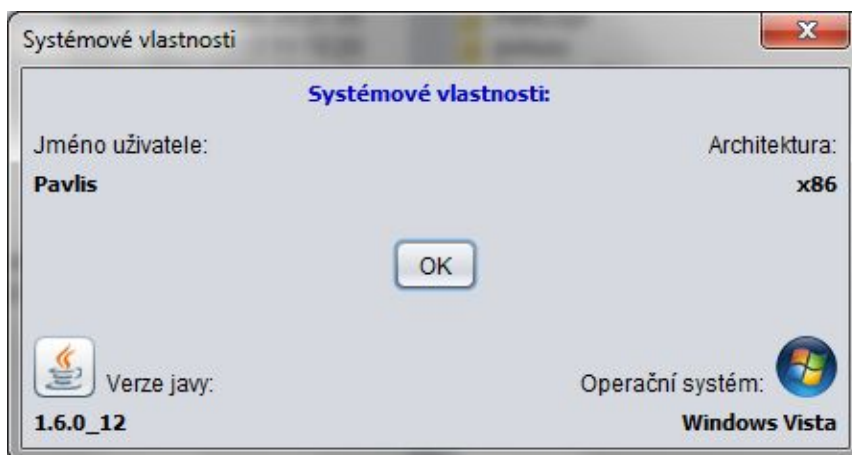 Systémové vlastnosti
Systémové vlastnosti:
Jméno uživatele:
Architektura:
Pavlis
x86
OK
Verze javy:
Operační systém:
1.6.0_12
Windows Vista